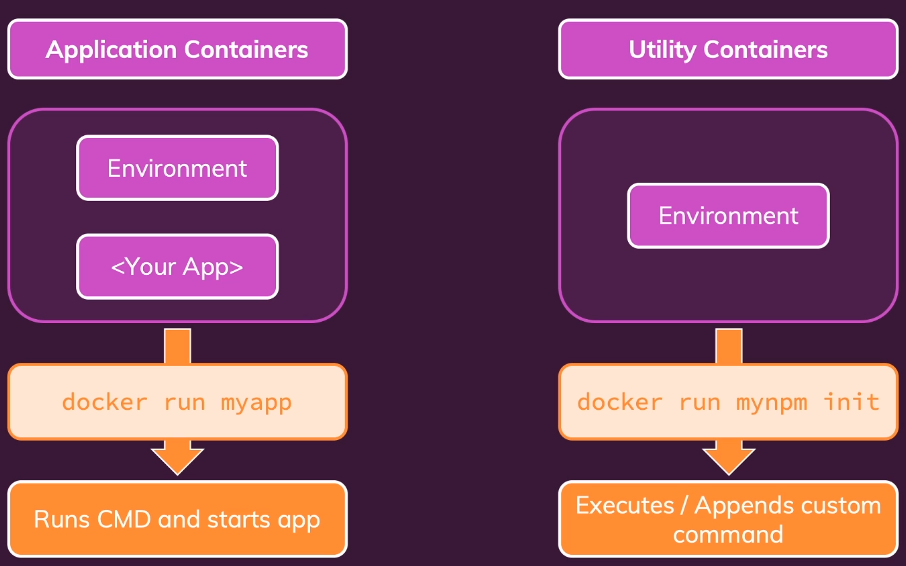 Application Containers
Utility Containers
Environment
<Your App>
Environment
docker run myapp
docker run mynpm init
Runs CMD and starts app
Executes / Appends custom
command